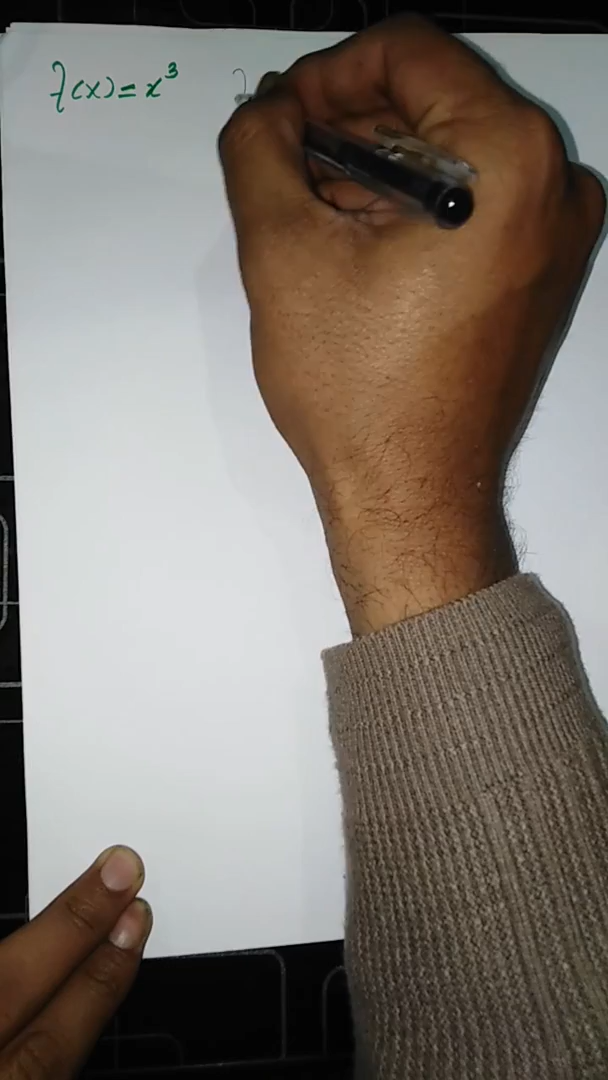 f(x) = x³